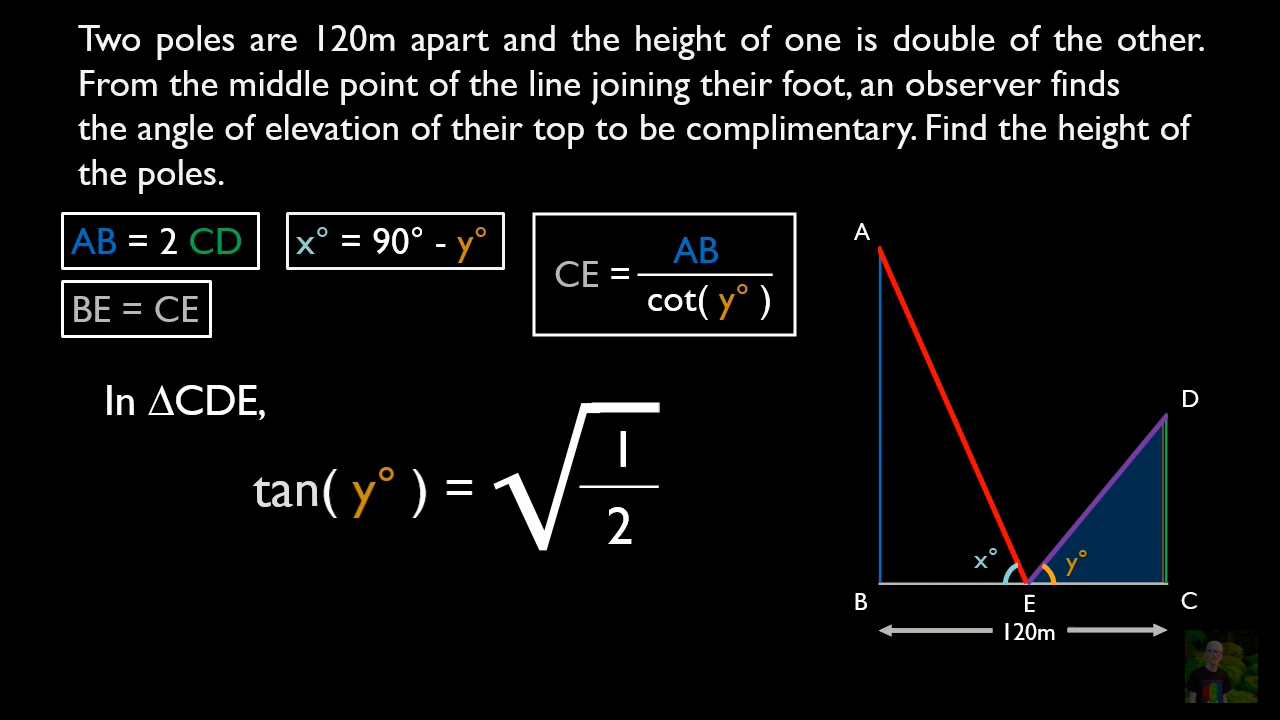 Two poles are 120m apart and the height of one is double of the other.
From the middle point of the line joining their foot, an observer finds
the angle of elevation of their top to be complimentary. Find the height of
the poles.
AB = 2 CD
x° = 90° - y°
CE = AB / cot( y° )
BE = CE
In ΔCDE,
tan( y° ) = √(1/2)
A
D
x°
y°
B
E
C
120m